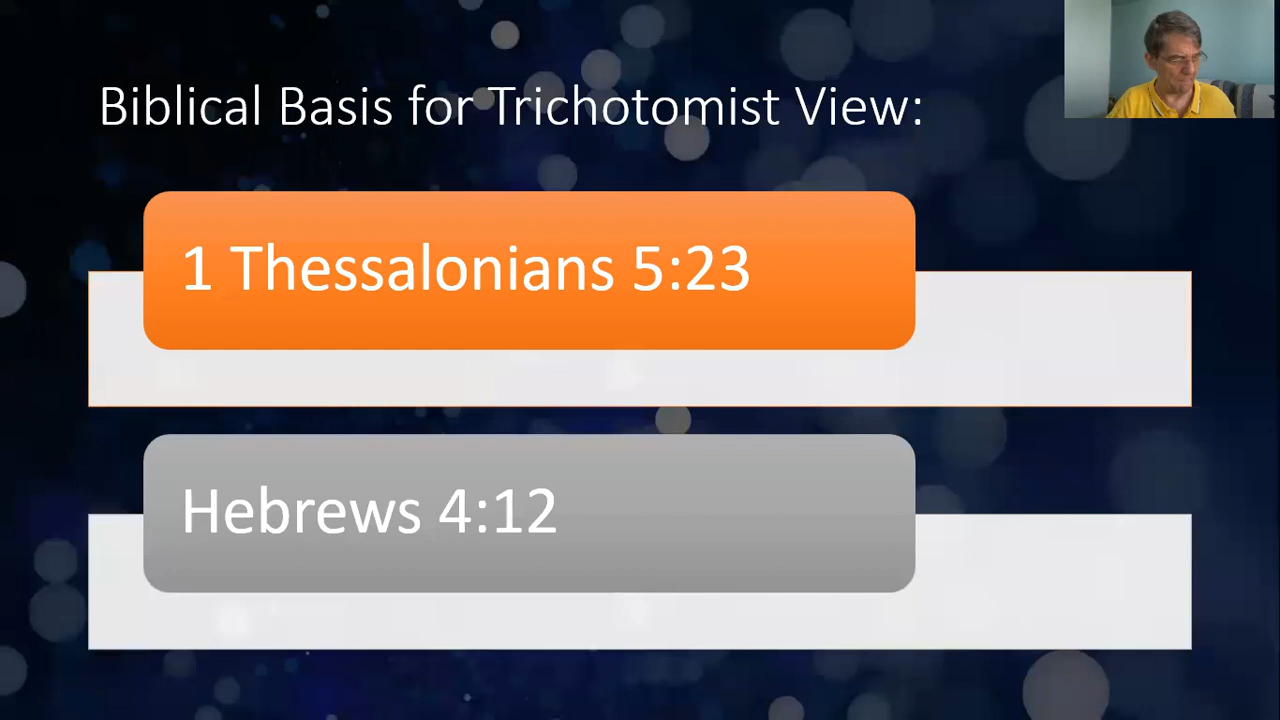 Biblical Basis for Trichotomist View:
1 Thessalonians 5:23
Hebrews 4:12